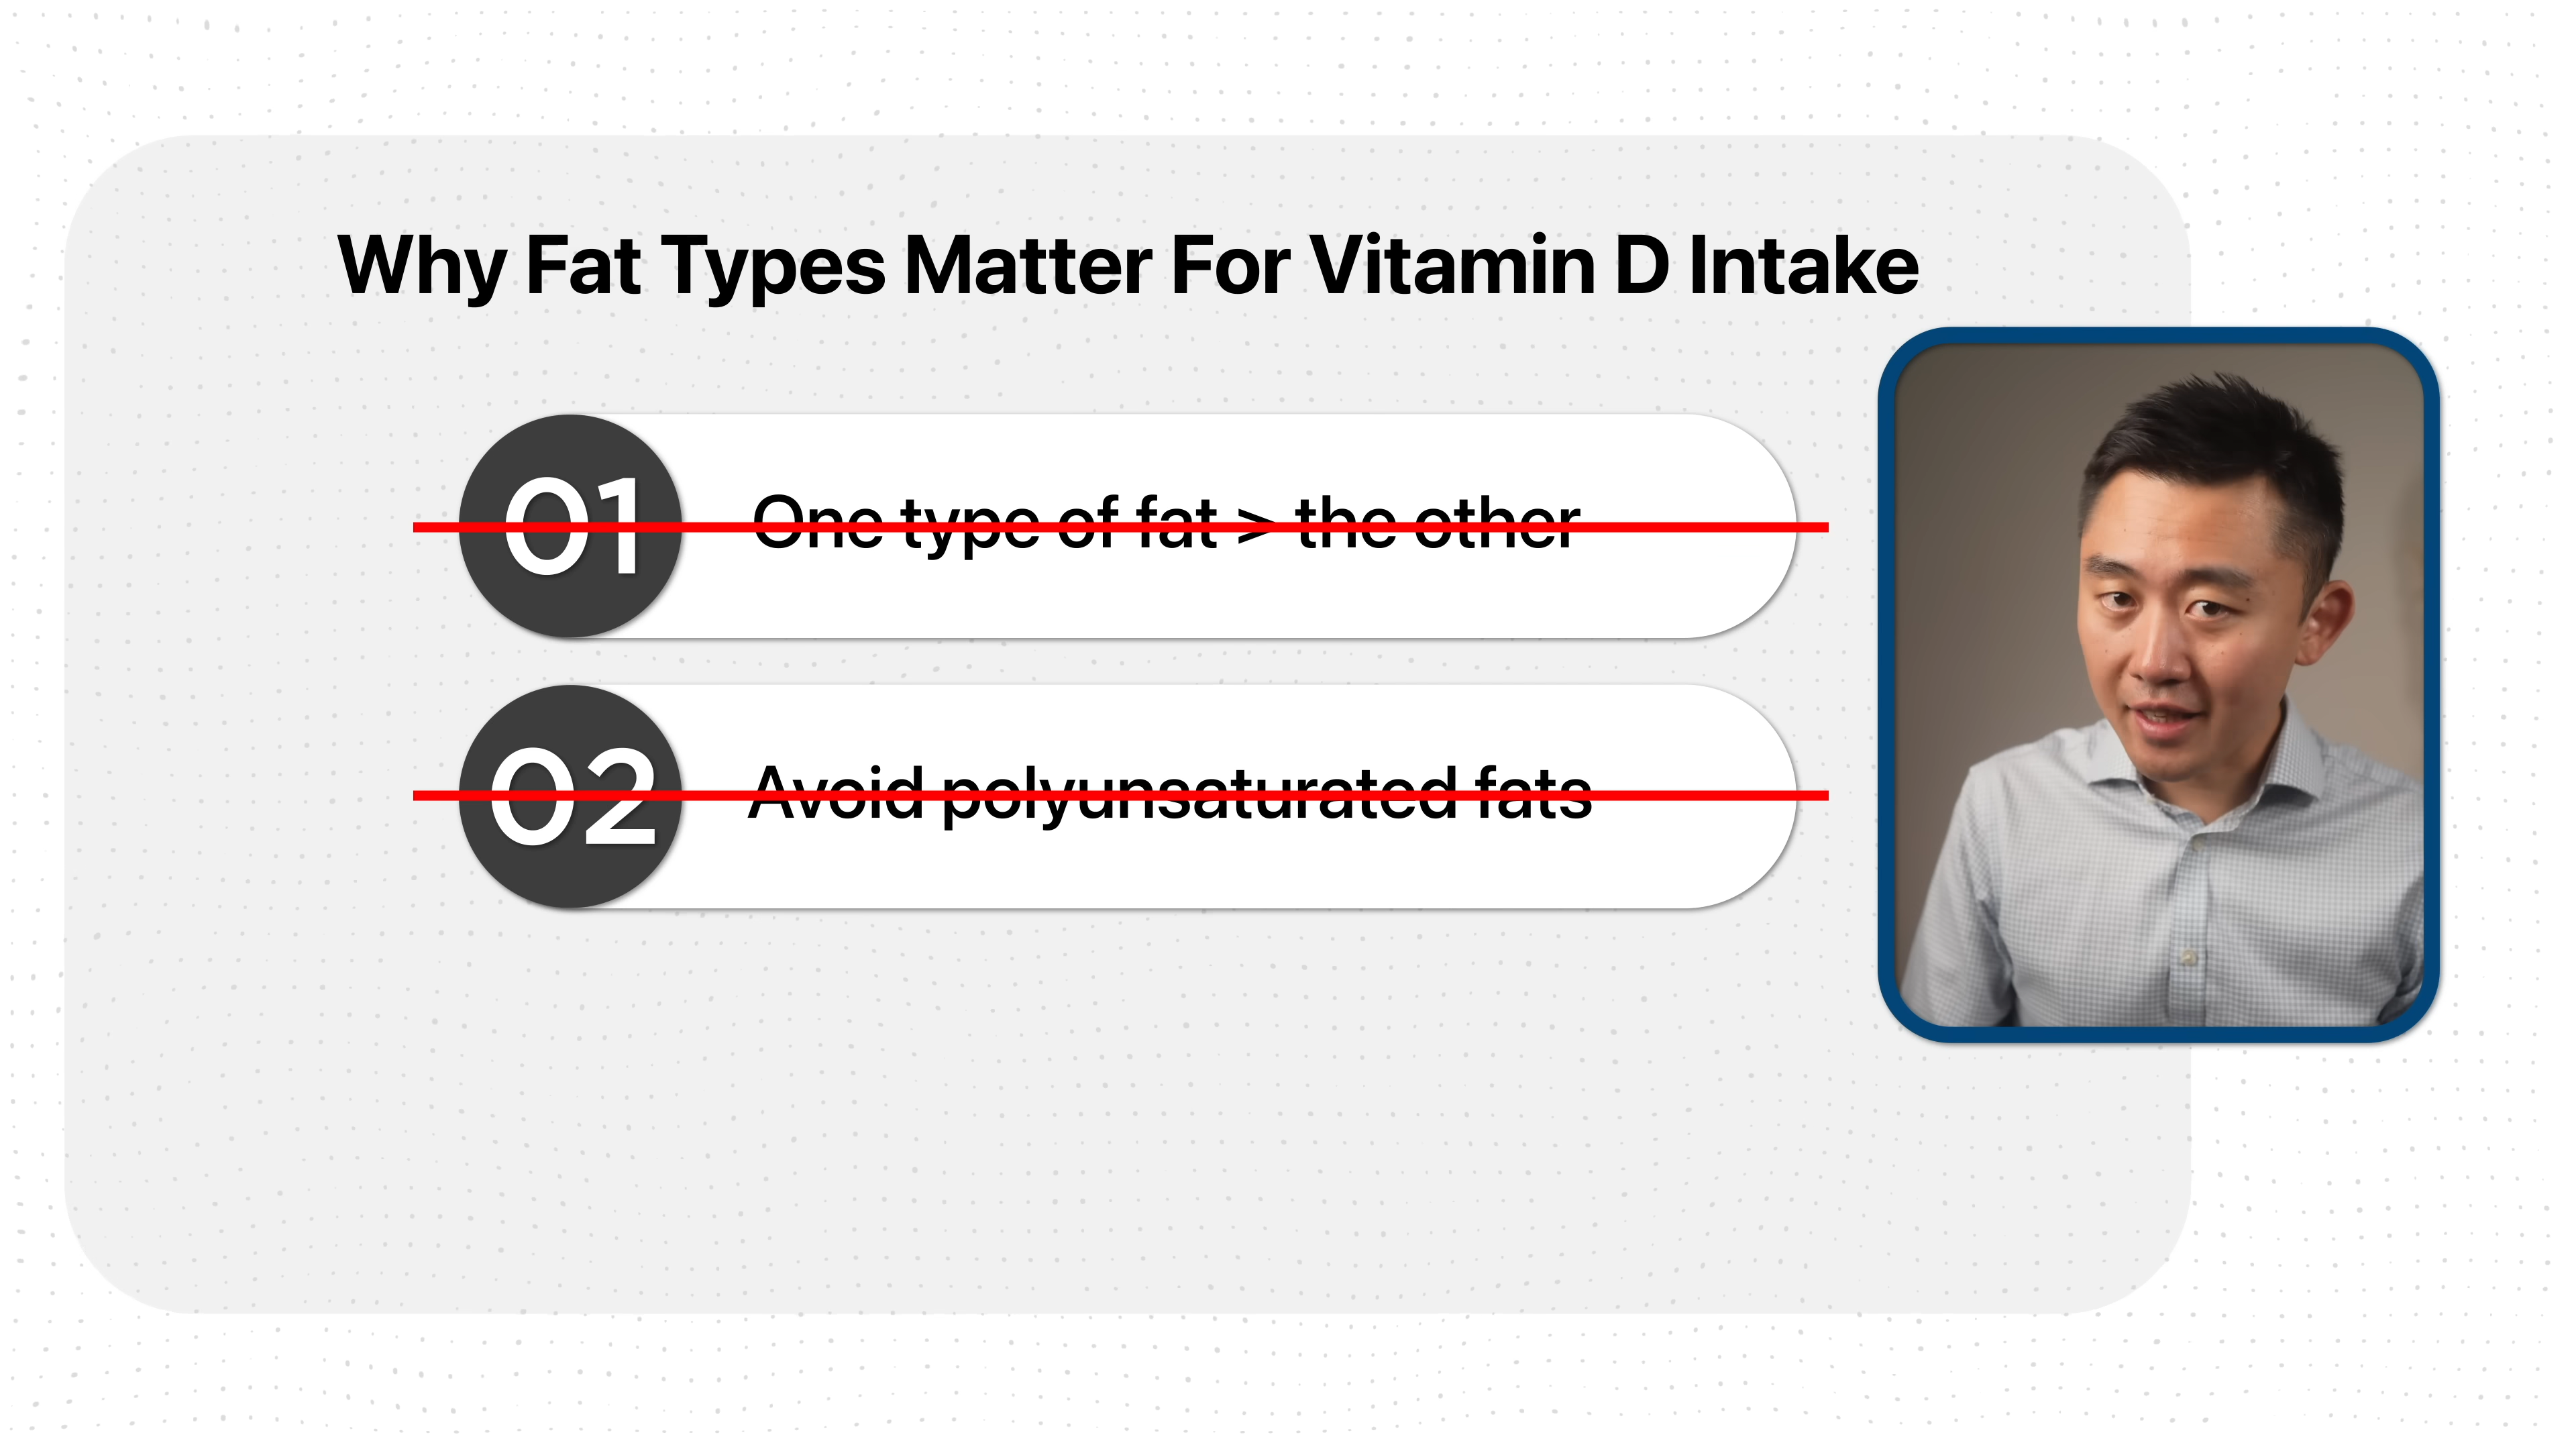 Why Fat Types Matter For Vitamin D Intake
01 One type of fat > the other
02 Avoid polyunsaturated fats